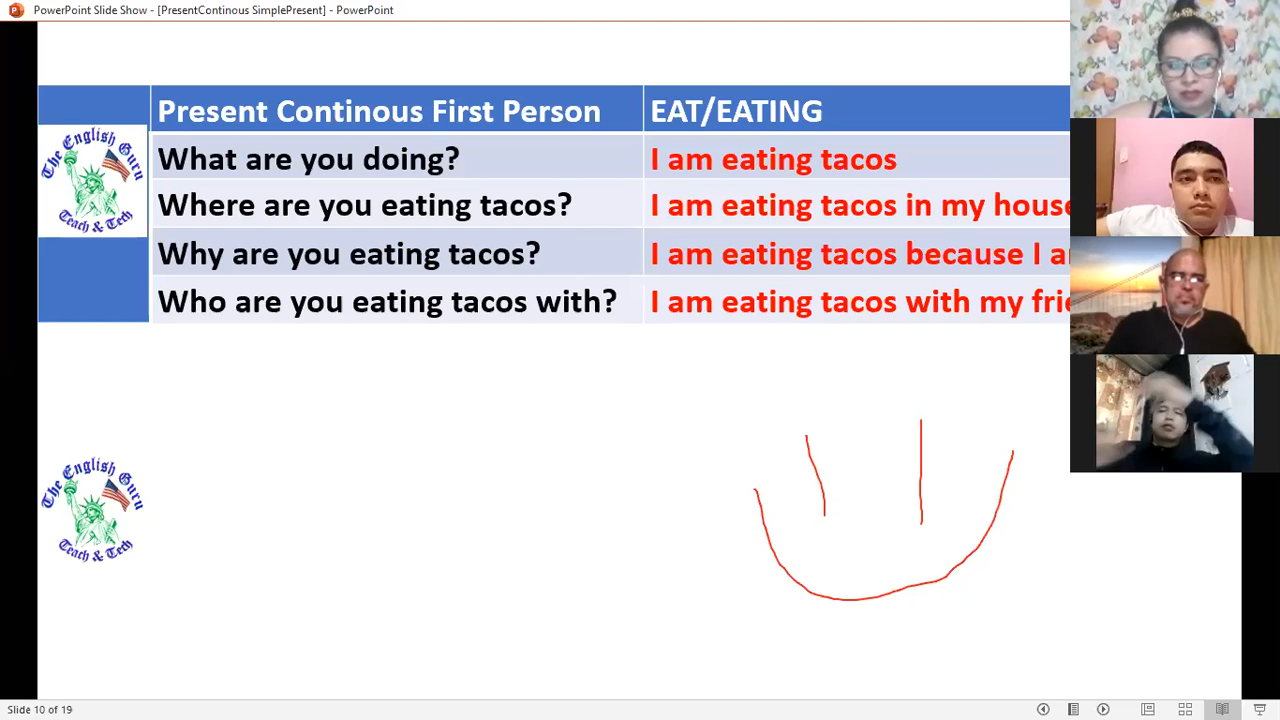 PowerPoint Slide Show - [PresentContinous SimplePresent] - PowerPoint
Present Continous First Person EAT/EATING
The English Guru
Teach & Tech
What are you doing? I am eating tacos
Where are you eating tacos? I am eating tacos in my house
Why are you eating tacos? I am eating tacos because I
Who are you eating tacos with? I am eating tacos with my
The English Guru
Teach & Tech
Slide 10 of 19